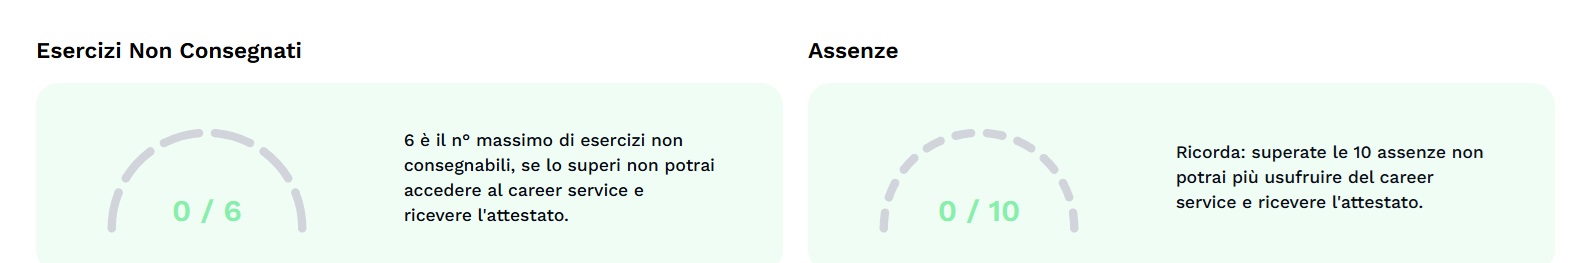 Esercizi Non Consegnati
0 / 6
6 è il n° massimo di esercizi non
consegnabili, se lo superi non potrai
accedere al career service e
ricevere l'attestato.
Assenze
0 / 10
Ricorda: superate le 10 assenze non
potrai più usufruire del career
service e ricevere l'attestato.